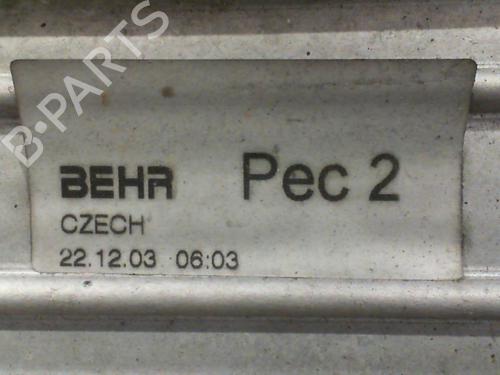 B-PARTS
BEHR Pec 2
CZECH
22.12.03 06:03